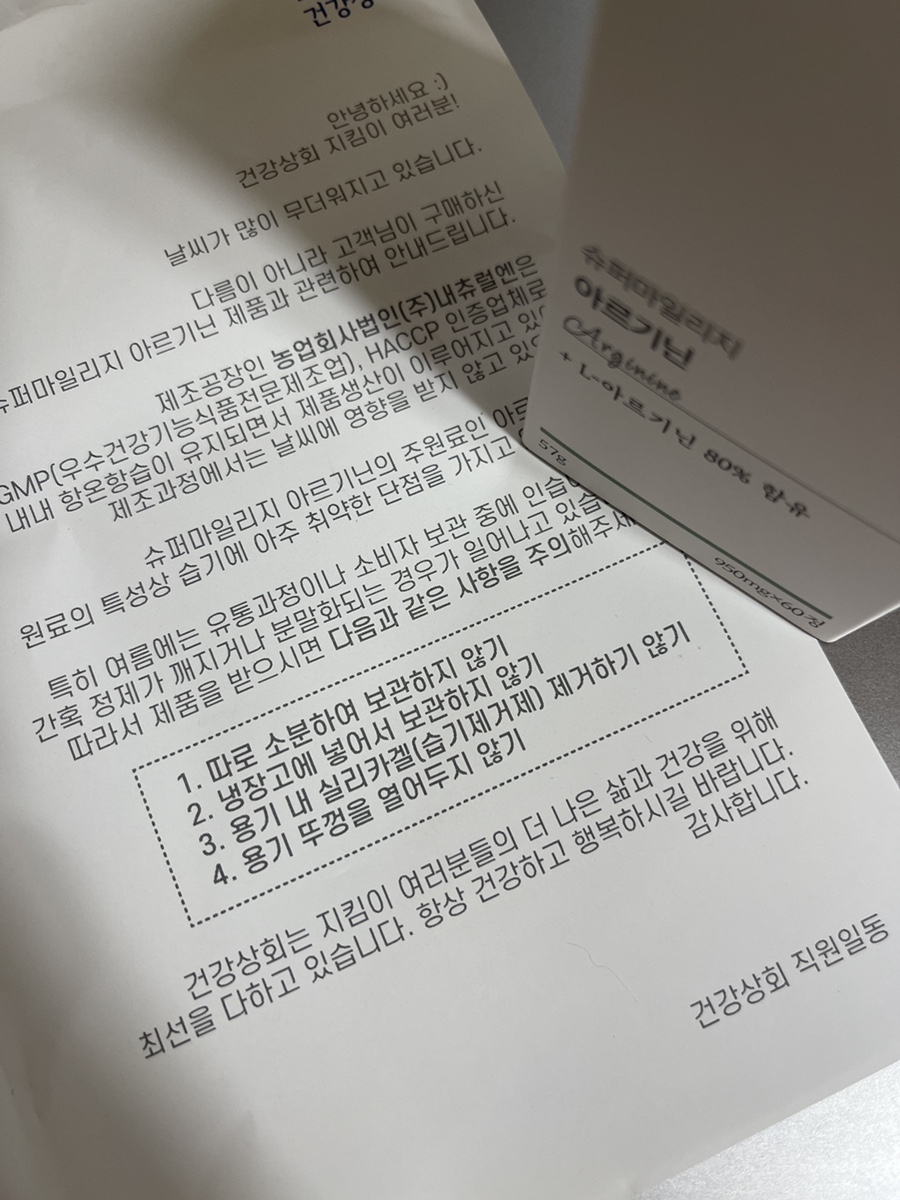 건강상
안녕하세요 :)
건강상회 지킴이 여러분!
날씨가 많이 무더워지고 있습니다.
다름이 아니라 고객님이 구매하신
슈퍼마일리지 아르기닌 제품과 관련하여 안내드립니다.
제조공장인 농업회사법인(주)내츄럴엔은
GMP(우수건강기능식품전문제조업), HACCP 인증업체로
내내 항온항습이 유지되면서 제품생산이 이루어지고 있
제조과정에서는 날씨에 영향을 받지 않고 있
슈퍼마일리지 아르기닌의 주원료인
원료의 특성상 습기에 아주 취약한 단점을 가지고
특히 여름에는 유통과정이나 소비자 보관 중에 인습
간혹 정제가 깨지거나 분말화되는 경우가 일어나고 있습
따라서 제품을 받으시면 다음과 같은 사항을 주의해주세
1. 따로 소분하여 보관하지 않기
2. 냉장고에 넣어서 보관하지 않기
3. 용기 내 실리카겔(습기제거제) 제거하기 않기
4. 용기 뚜껑을 열어두지 않기
건강상회는 지킴이 여러분들의 더 나은 삶과 건강을 위해
최선을 다하고 있습니다. 항상 건강하고 행복하시길 바랍니다.
감사합니다.
건강상회 직원일동
슈퍼마일리지
아르기닌
Arginine
+ L-아르기닌 80% 함유
57g
950mg×60정